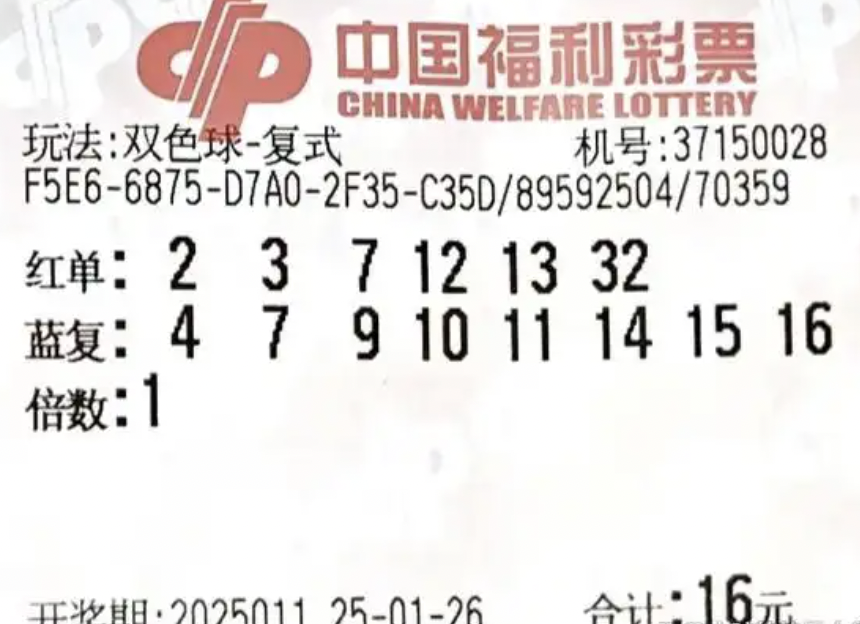 中国福利彩票
CHINA WELFARE LOTTERY
玩法:双色球-复式 机号:37150028
F5E6-6875-D7A0-2F35-C35D/89592504/70359
红单: 2 3 7 12 13 32
蓝复: 4 7 9 10 11 14 15 16
倍数:1
开奖期:2025011 25-01-26 合计:16元